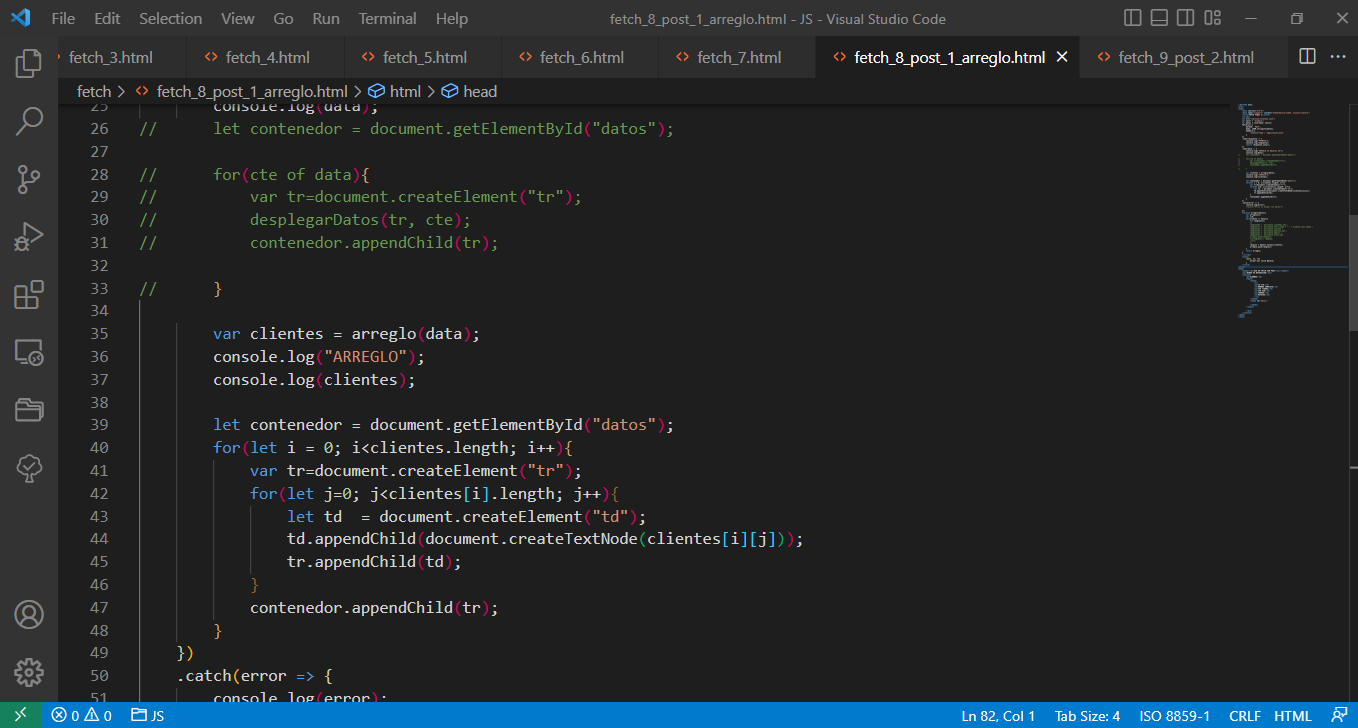 File Edit Selection View Go Run Terminal Help fetch_8_post_1_arreglo.html - JS - Visual Studio Code
fetch_3.html fetch_4.html fetch_5.html fetch_6.html fetch_7.html fetch_8_post_1_arreglo.html fetch_9_post_2.html
fetch > fetch_8_post_1_arreglo.html > html > head
25 console.log(data);
26 // let contenedor = document.getElementById("datos");
27
28 // for(cte of data){
29 // var tr=document.createElement("tr");
30 // desplegarDatos(tr, cte);
31 // contenedor.appendChild(tr);
32
33 // }
34
35 var clientes = arreglo(data);
36 console.log("ARREGLO");
37 console.log(clientes);
38
39 let contenedor = document.getElementById("datos");
40 for(let i = 0; i<clientes.length; i++){
41 var tr=document.createElement("tr");
42 for(let j=0; j<clientes[i].length; j++){
43 let td  = document.createElement("td");
44 td.appendChild(document.createTextNode(clientes[i][j]));
45 tr.appendChild(td);
46 }
47 contenedor.appendChild(tr);
48 }
49 })
50 .catch(error => {
51 console.log(error);
0 0 JS Ln 82, Col 1 Tab Size: 4 ISO 8859-1 CRLF HTML